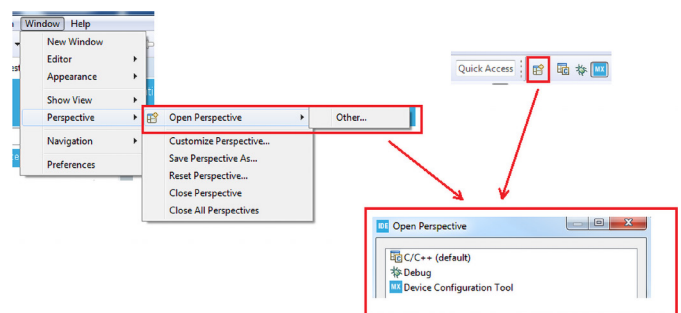 Window Help
New Window
Editor
Appearance
Show View
Perspective
Navigation
Preferences
Open Perspective
Other...
Customize Perspective...
Save Perspective As...
Reset Perspective...
Close Perspective
Close All Perspectives
Quick Access
MX
IDE Open Perspective
C/C++ (default)
Debug
MX Device Configuration Tool